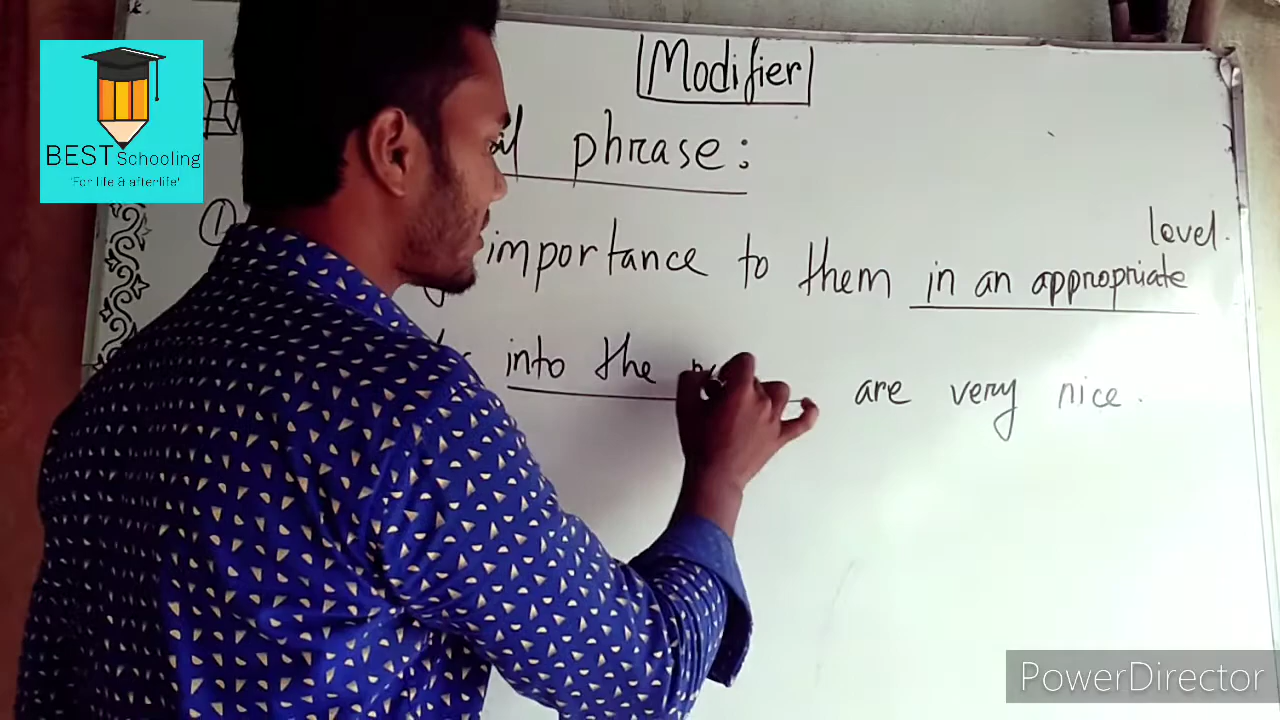 Modifier
phrase:
BEST Schooling
'For life & afterlife'
①
level.
importance to them in an appropriate
into the are very nice.
PowerDirector